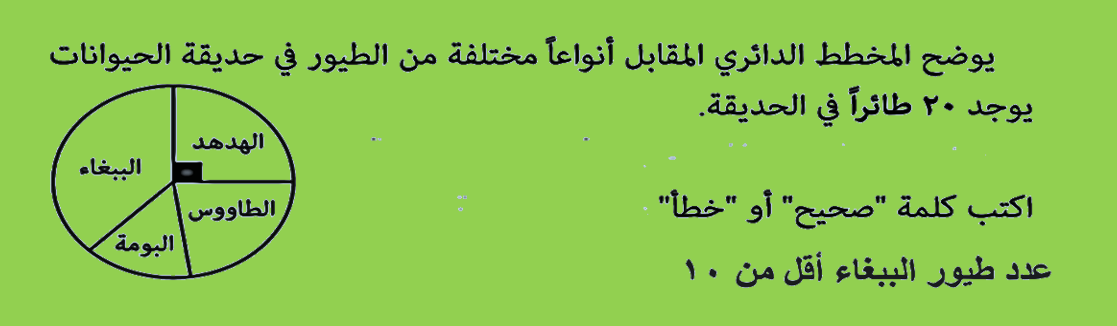 يوضح المخطط الدائري المقابل أنواعاً مختلفة من الطيور في حديقة الحيوانات
يوجد ٢٠ طائراً في الحديقة.
الهدهد
الببغاء
الطاووس
البومة
اكتب كلمة "صحيح" أو "خطأ"
عدد طيور الببغاء أقل من ١٠